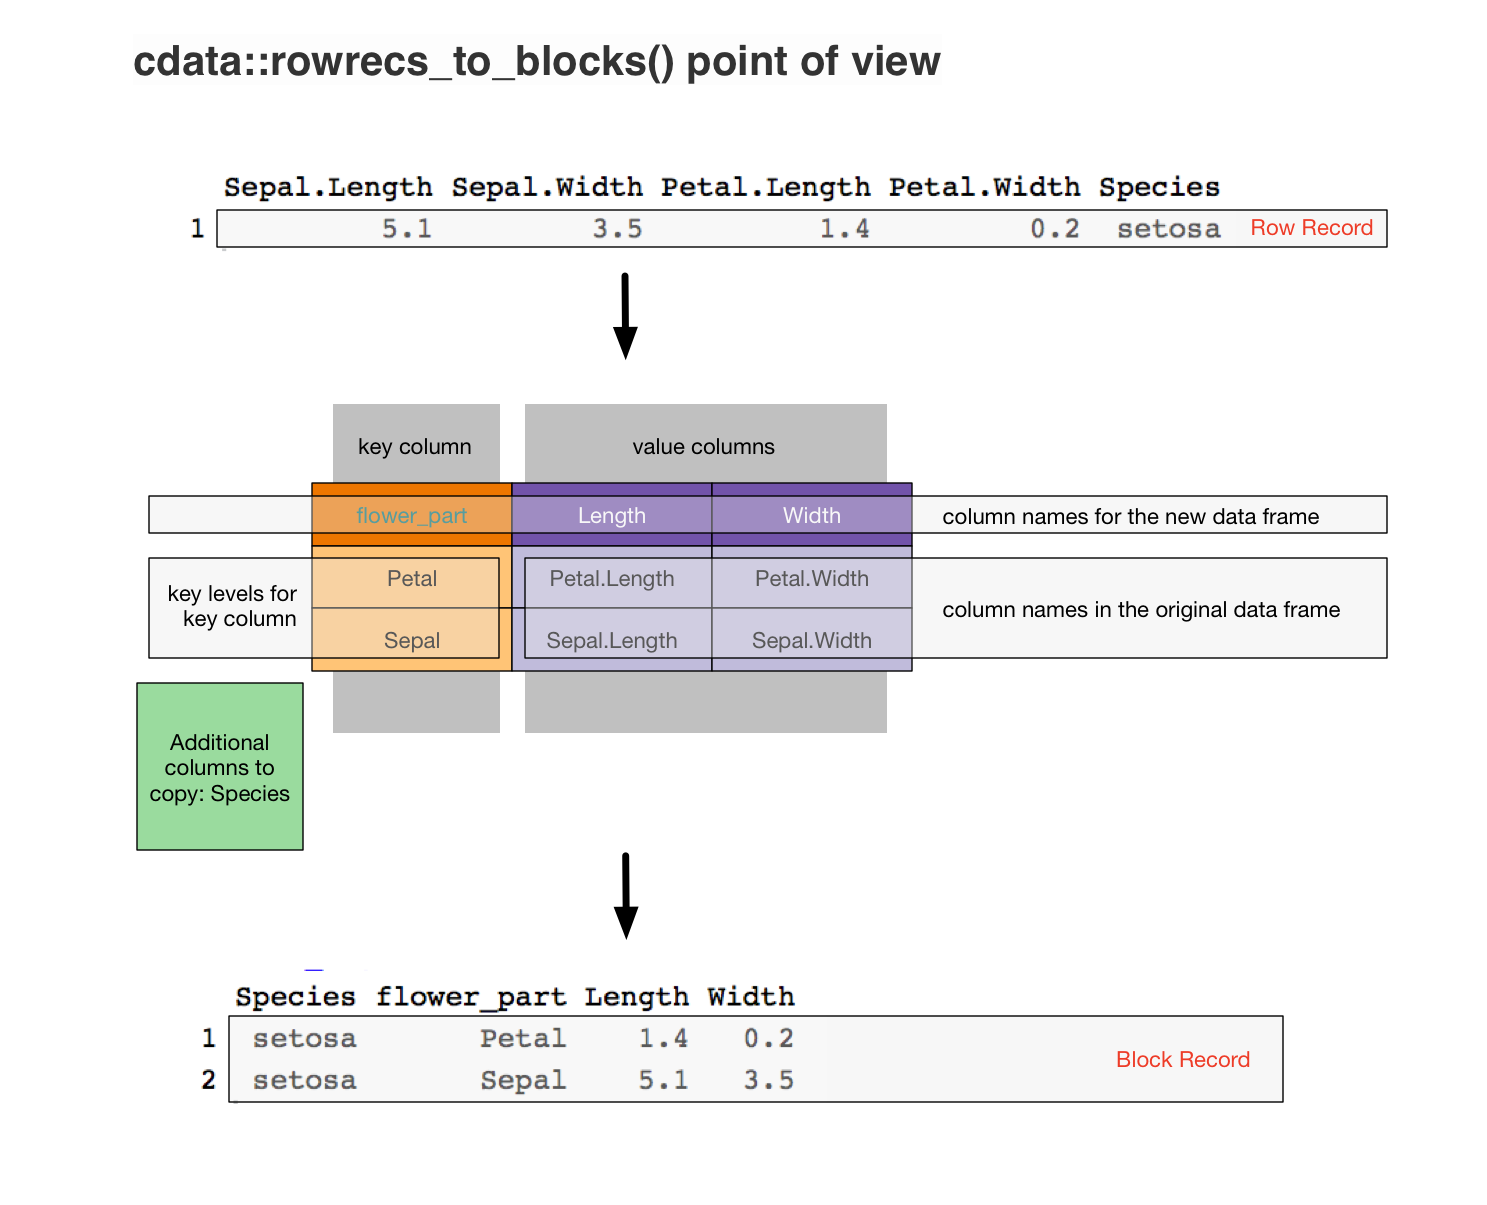 cdata::rowrecs_to_blocks() point of view
Sepal.Length Sepal.Width Petal.Length Petal.Width Species
1 5.1 3.5 1.4 0.2 setosa Row Record
key column value columns
flower_part Length Width column names for the new data frame
key levels for
key column
Petal Petal.Length Petal.Width
Sepal Sepal.Length Sepal.Width
column names in the original data frame
Additional
columns to
copy: Species
Species flower_part Length Width
1 setosa Petal 1.4 0.2
2 setosa Sepal 5.1 3.5
Block Record